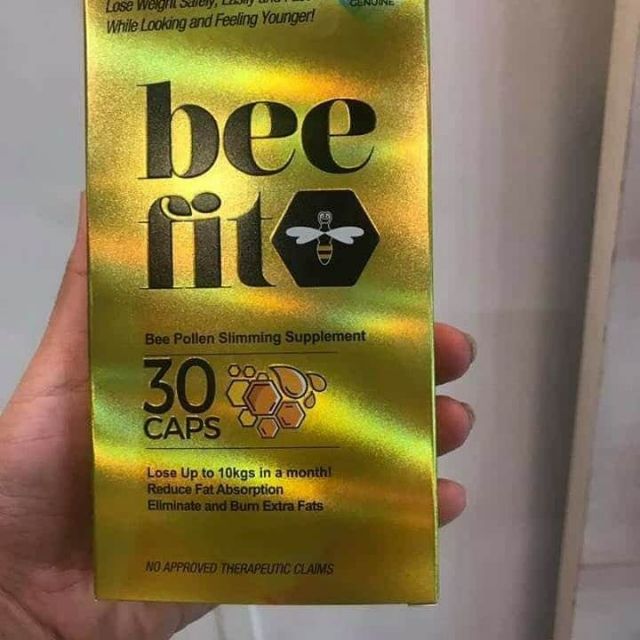 Lose Weight Safely, Easily and
While Looking and Feeling Younger!
GENUINE
bee
fit
Bee Pollen Slimming Supplement
30
CAPS
Lose Up to 10kgs in a month!
Reduce Fat Absorption
Eliminate and Burn Extra Fats
NO APPROVED THERAPEUTIC CLAIMS